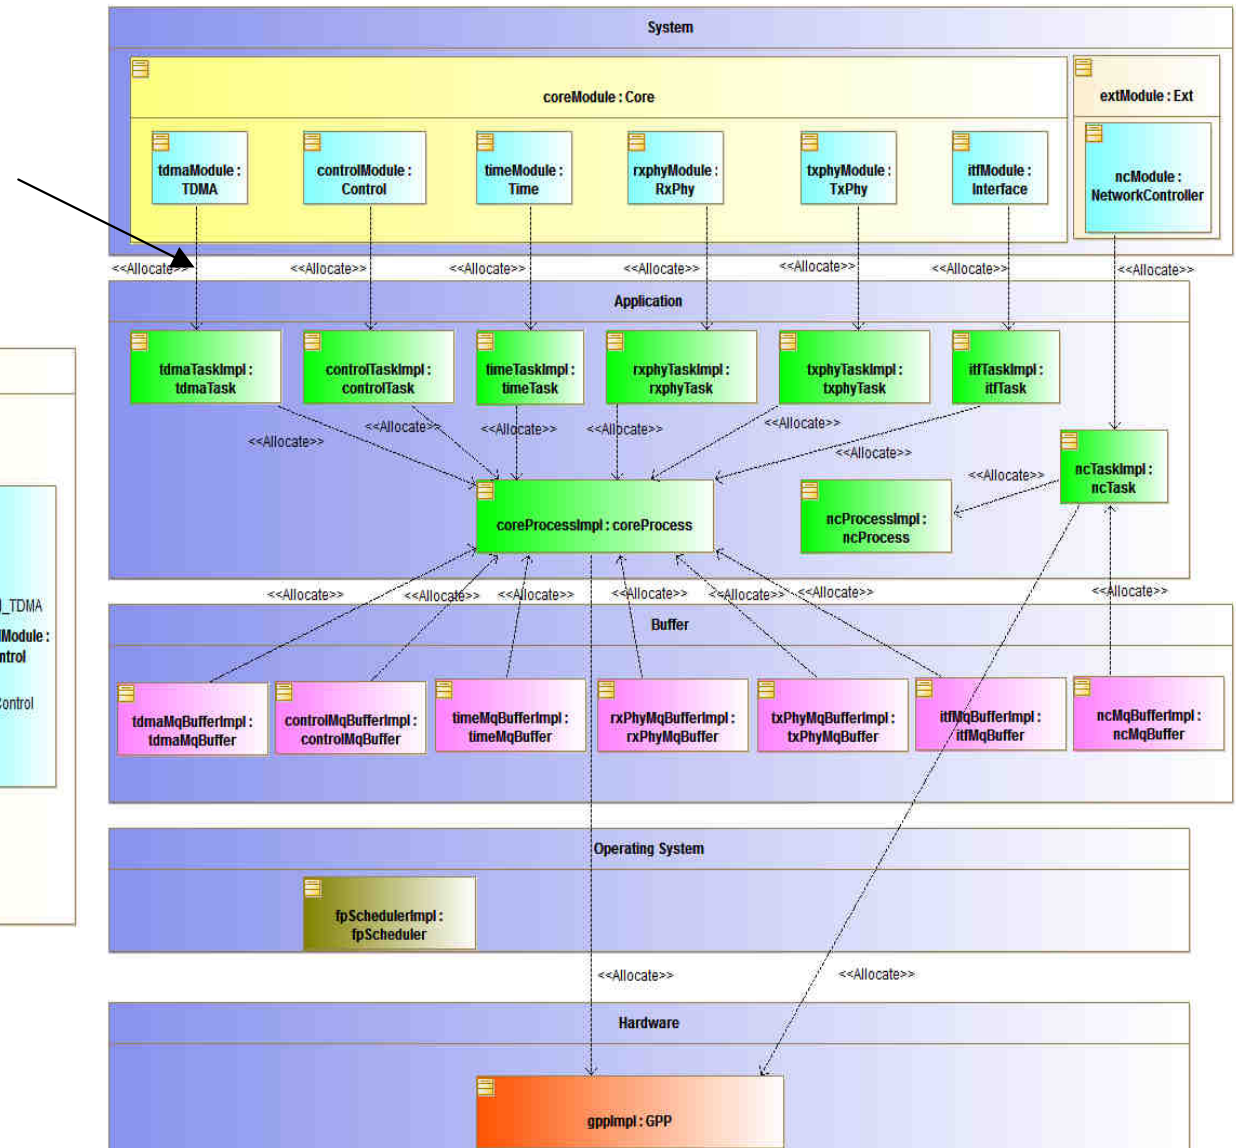 System
coreModule : Core
extModule : Ext
tdmaModule :
TDMA
controlModule :
Control
timeModule :
Time
rxphyModule :
RxPhy
txphyModule :
TxPhy
itfModule :
Interface
ncModule :
NetworkController
<<Allocate>>
<<Allocate>>
<<Allocate>>
<<Allocate>>
<<Allocate>>
<<Allocate>>
<<Allocate>>
Application
tdmaTaskImpl :
tdmaTask
controlTaskImpl :
controlTask
timeTaskImpl :
timeTask
rxphyTaskImpl :
rxphyTask
txphyTaskImpl :
txphyTask
itfTaskImpl :
itfTask
<<Allocate>>
<<Allocate>>
<<Allocate>>
<<Allocate>>
<<Allocate>>
<<Allocate>>
<<Allocate>>
ncTaskImpl :
ncTask
coreProcessImpl : coreProcess
ncProcessImpl :
ncProcess
<<Allocate>>
<<Allocate>>
<<Allocate>>
<<Allocate>>
<<Allocate>>
<<Allocate>>
<<Allocate>>
_TDMA
Module :
ntrol
Control
Buffer
tdmaMqBufferImpl :
tdmaMqBuffer
controlMqBufferImpl :
controlMqBuffer
timeMqBufferImpl :
timeMqBuffer
rxPhyMqBufferImpl :
rxPhyMqBuffer
txPhyMqBufferImpl :
txPhyMqBuffer
itfMqBufferImpl :
itfMqBuffer
ncMqBufferImpl :
ncMqBuffer
Operating System
fpSchedulerImpl :
fpScheduler
<<Allocate>>
<<Allocate>>
Hardware
gppImpl : GPP